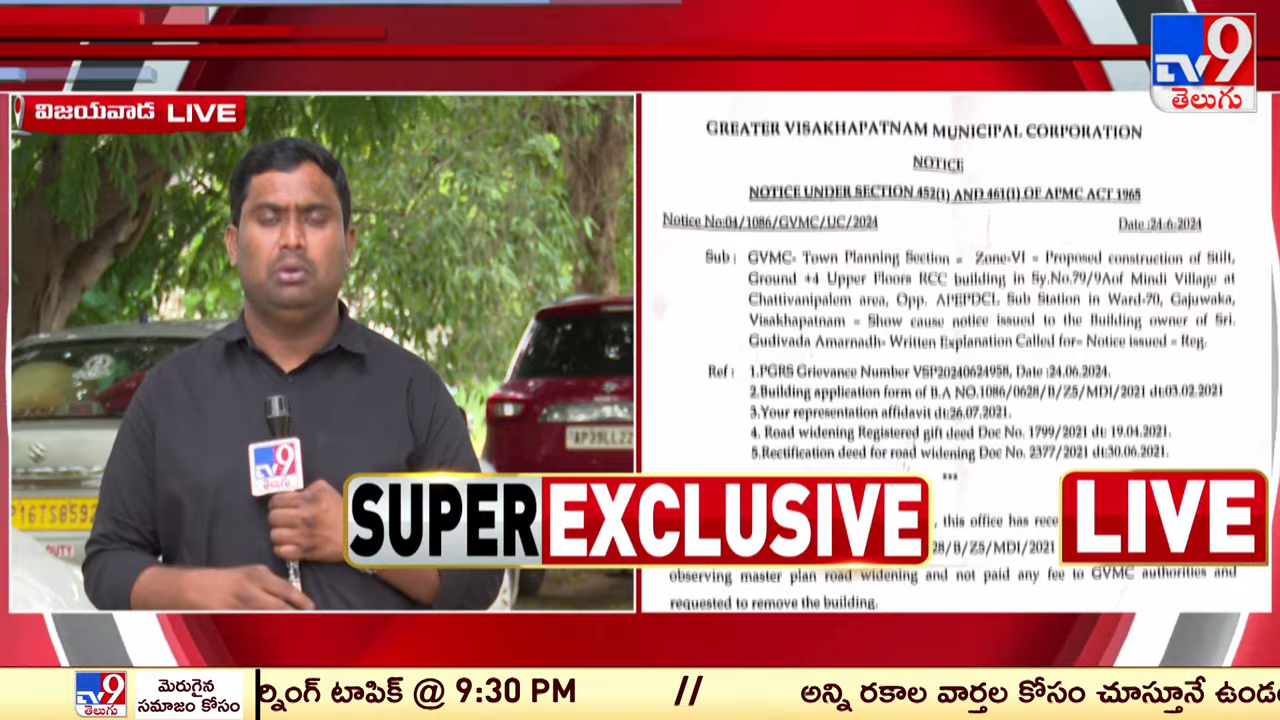 TV9
తెలుగు
విజయవాడ LIVE
GREATER VISAKHAPATNAM MUNICIPAL CORPORATION
NOTICE
NOTICE UNDER SECTION 452(1) AND 461(1) OF APMC ACT 1965
Notice No:04/1086/GVMC/UC/2024 Date :24-6-2024
Sub : GVMC- Town Planning Section = Zone-VI = Proposed construction of Stilt,
Ground +4 Upper Floors RCC building in Sy.No.79/9Aof Mindi Village at
Chattivanipalem area, Opp. APEPDCL Sub Station in Ward-70, Gajuwaka,
Visakhapatnam = Show cause notice issued to the Building owner of Sri.
Gudivada Amarnadh- Written Explanation Called for= Notice issued = Reg.
Ref : 1.PGRS Grievance Number VSP20240624958, Date :24.06.2024.
2.Building application form of B.A NO.1086/0628/B/Z5/MDI/2021 dt:03.02.2021
3.Your representation affidavit dt:26.07.2021.
4. Road widening Registered gift deed Doc No. 1799/2021 dt: 19.04.2021.
5.Rectification deed for road widening Doc No. 2377/2021 dt:30.06.2021.
***
, this office has rece
28/B/Z5/MDI/2021
observing master plan road widening and not paid any fee to GVMC authorities and
requested to remove the building.
AP39LL22
P16TS8592
DUTY
TV9
తెలుగు
SUPER EXCLUSIVE LIVE
TV9
తెలుగు
మెరుగైన
సమాజం కోసం
ర్నింగ్ టాపిక్ @ 9:30 PM // అన్ని రకాల వార్తల కోసం చూస్తూనే ఉండ